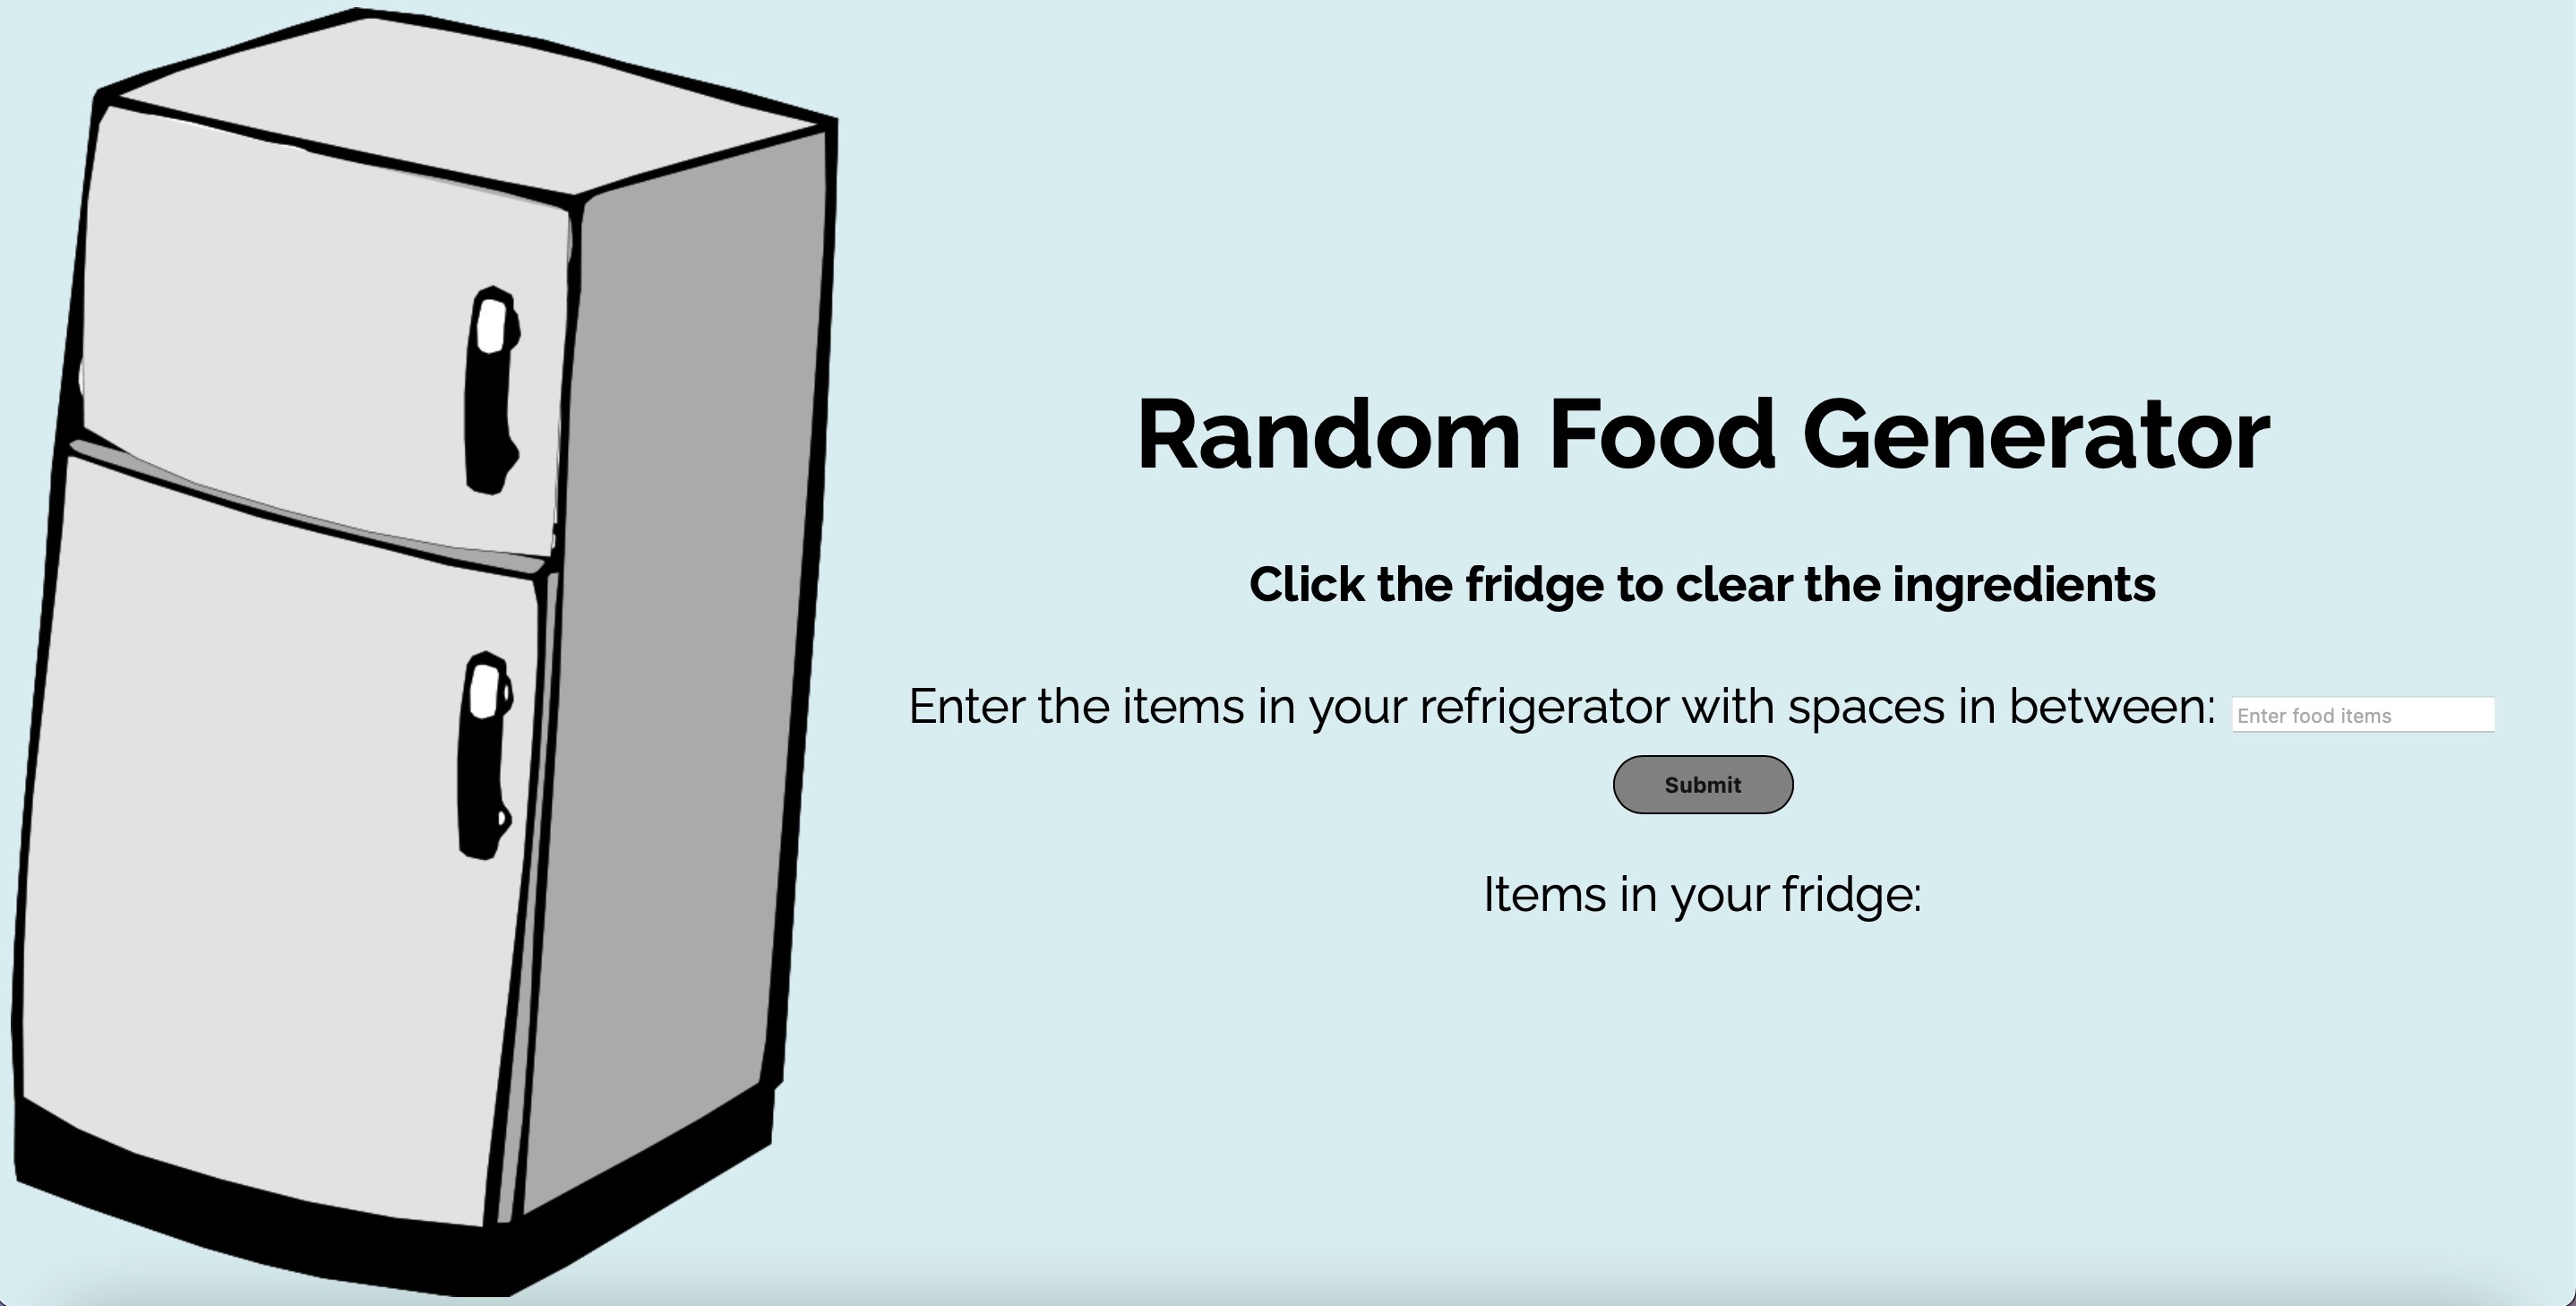 Random Food Generator
Click the fridge to clear the ingredients
Enter the items in your refrigerator with spaces in between: Enter food items
Submit
Items in your fridge: